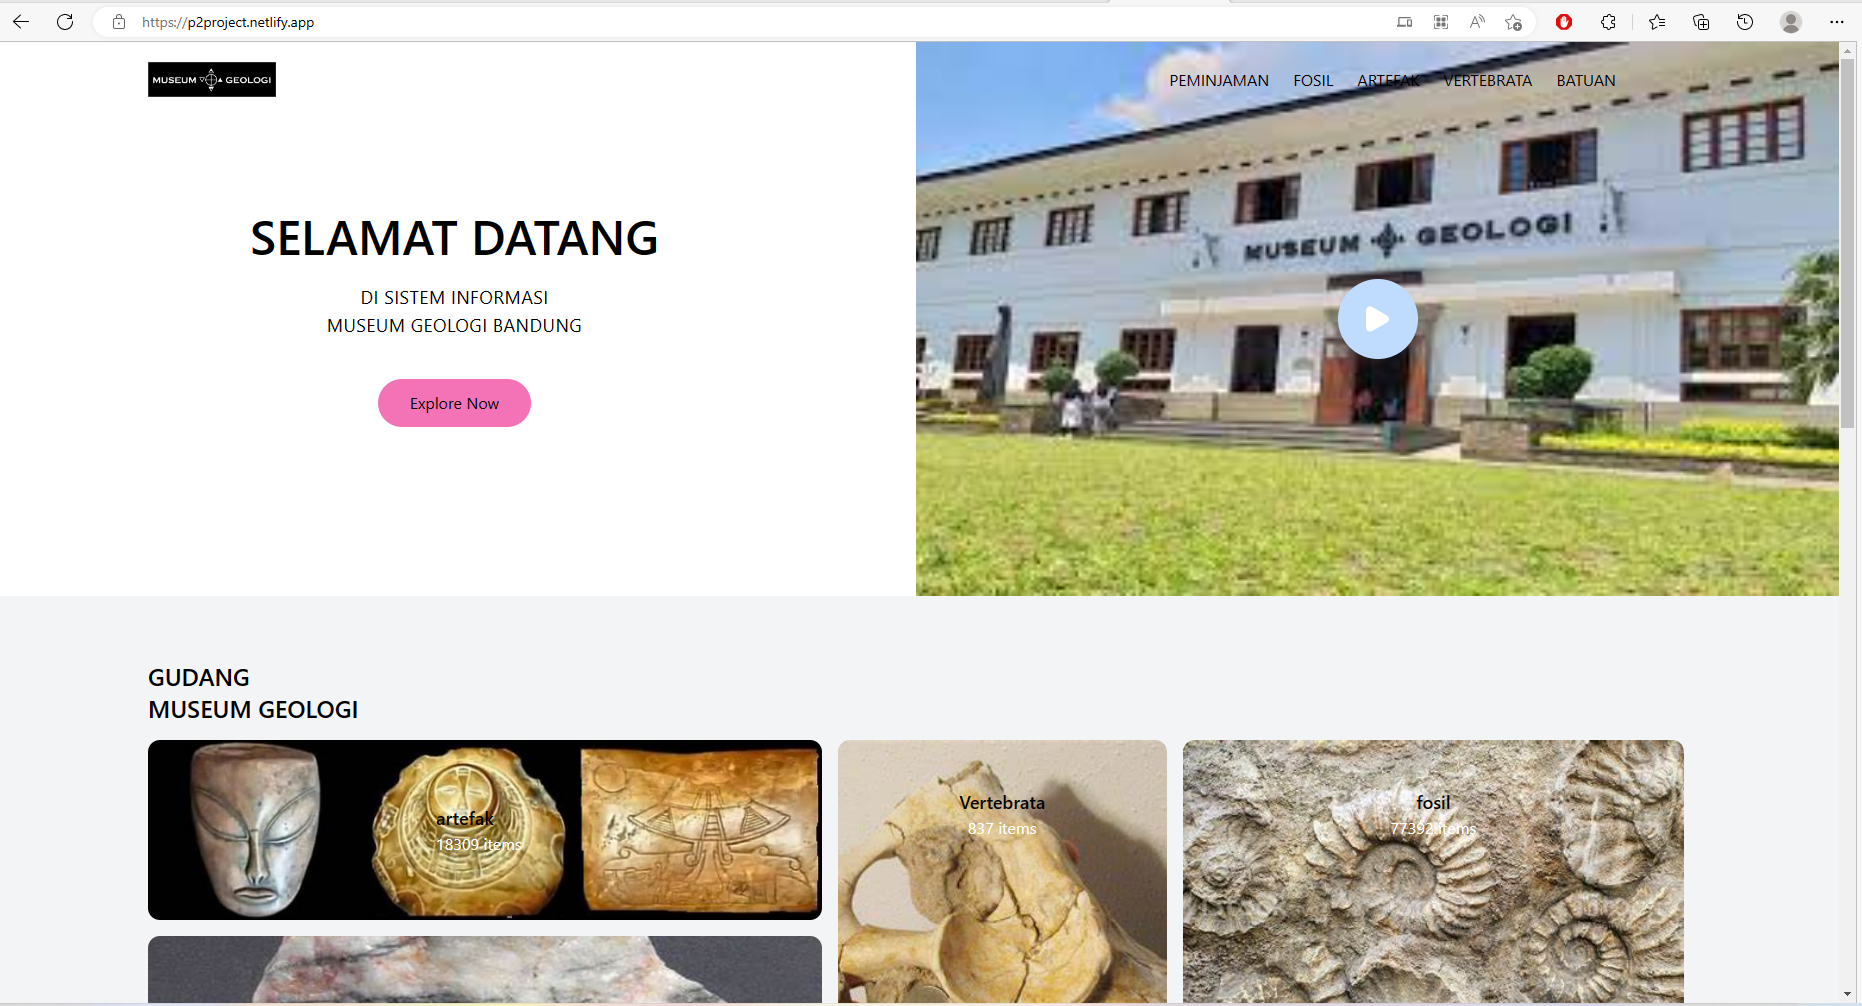 https://p2project.netlify.app
MUSEUM GEOLOGI
PEMINJAMAN FOSIL ARTEFAK VERTEBRATA BATUAN
MUSEUM GEOLOGI
SELAMAT DATANG
DI SISTEM INFORMASI
MUSEUM GEOLOGI BANDUNG
Explore Now
GUDANG
MUSEUM GEOLOGI
artefak
18309 items
Vertebrata
837 items
fosil
77392 items